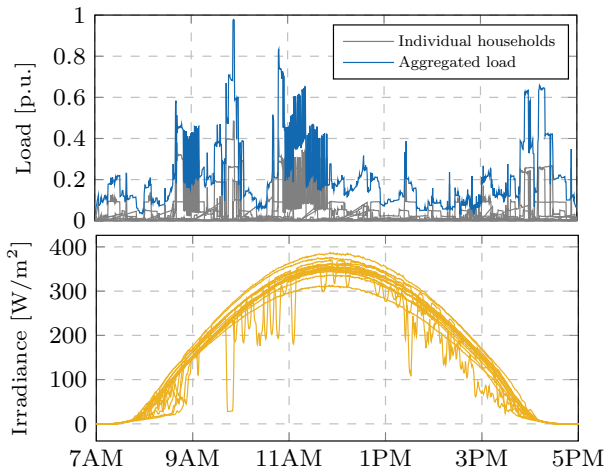 1
0.8
0.6
0.4
0.2
0
Load [p.u.]
Individual households
Aggregated load
400
300
200
100
0
Irradiance [W/m²]
7AM 9AM 11AM 1PM 3PM 5PM